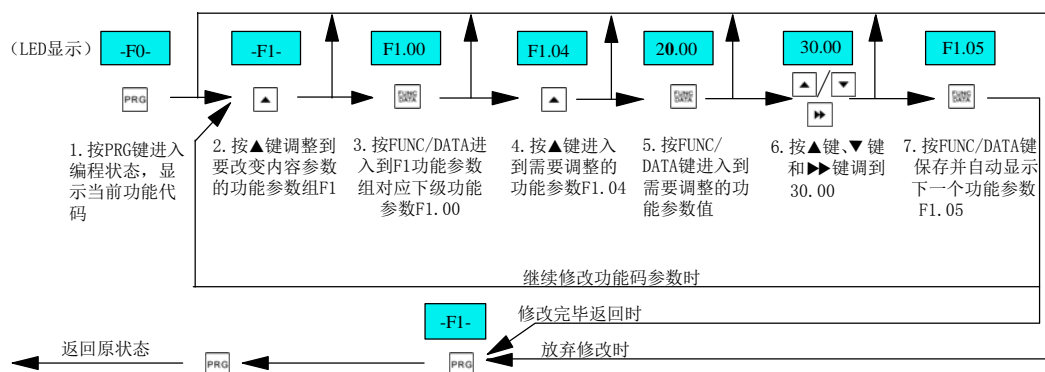 (LED显示)
-F0-
-F1-
F1.00
F1.04
20.00
30.00
F1.05
PRG
▲
FUNC
DATA
▲
FUNC
DATA
▲/▼
▶▶
FUNC
DATA
1.按PRG键进入
编程状态，显
示当前功能代
码
2.按▲键调整到
要改变内容参数
的功能参数组F1
3.按FUNC/DATA进
入到F1功能参数
组对应下级功能
参数F1.00
4.按▲键进入
到需要调整的
功能参数F1.04
5.按FUNC/
DATA键进入到
需要调整的功
能参数值
6.按▲键、▼键
和▶▶键调到
30.00
7.按FUNC/DATA键
保存并自动显示
下一个功能参数
F1.05
继续修改功能码参数时
-F1-
修改完毕返回时
返回原状态
PRG
PRG
放弃修改时